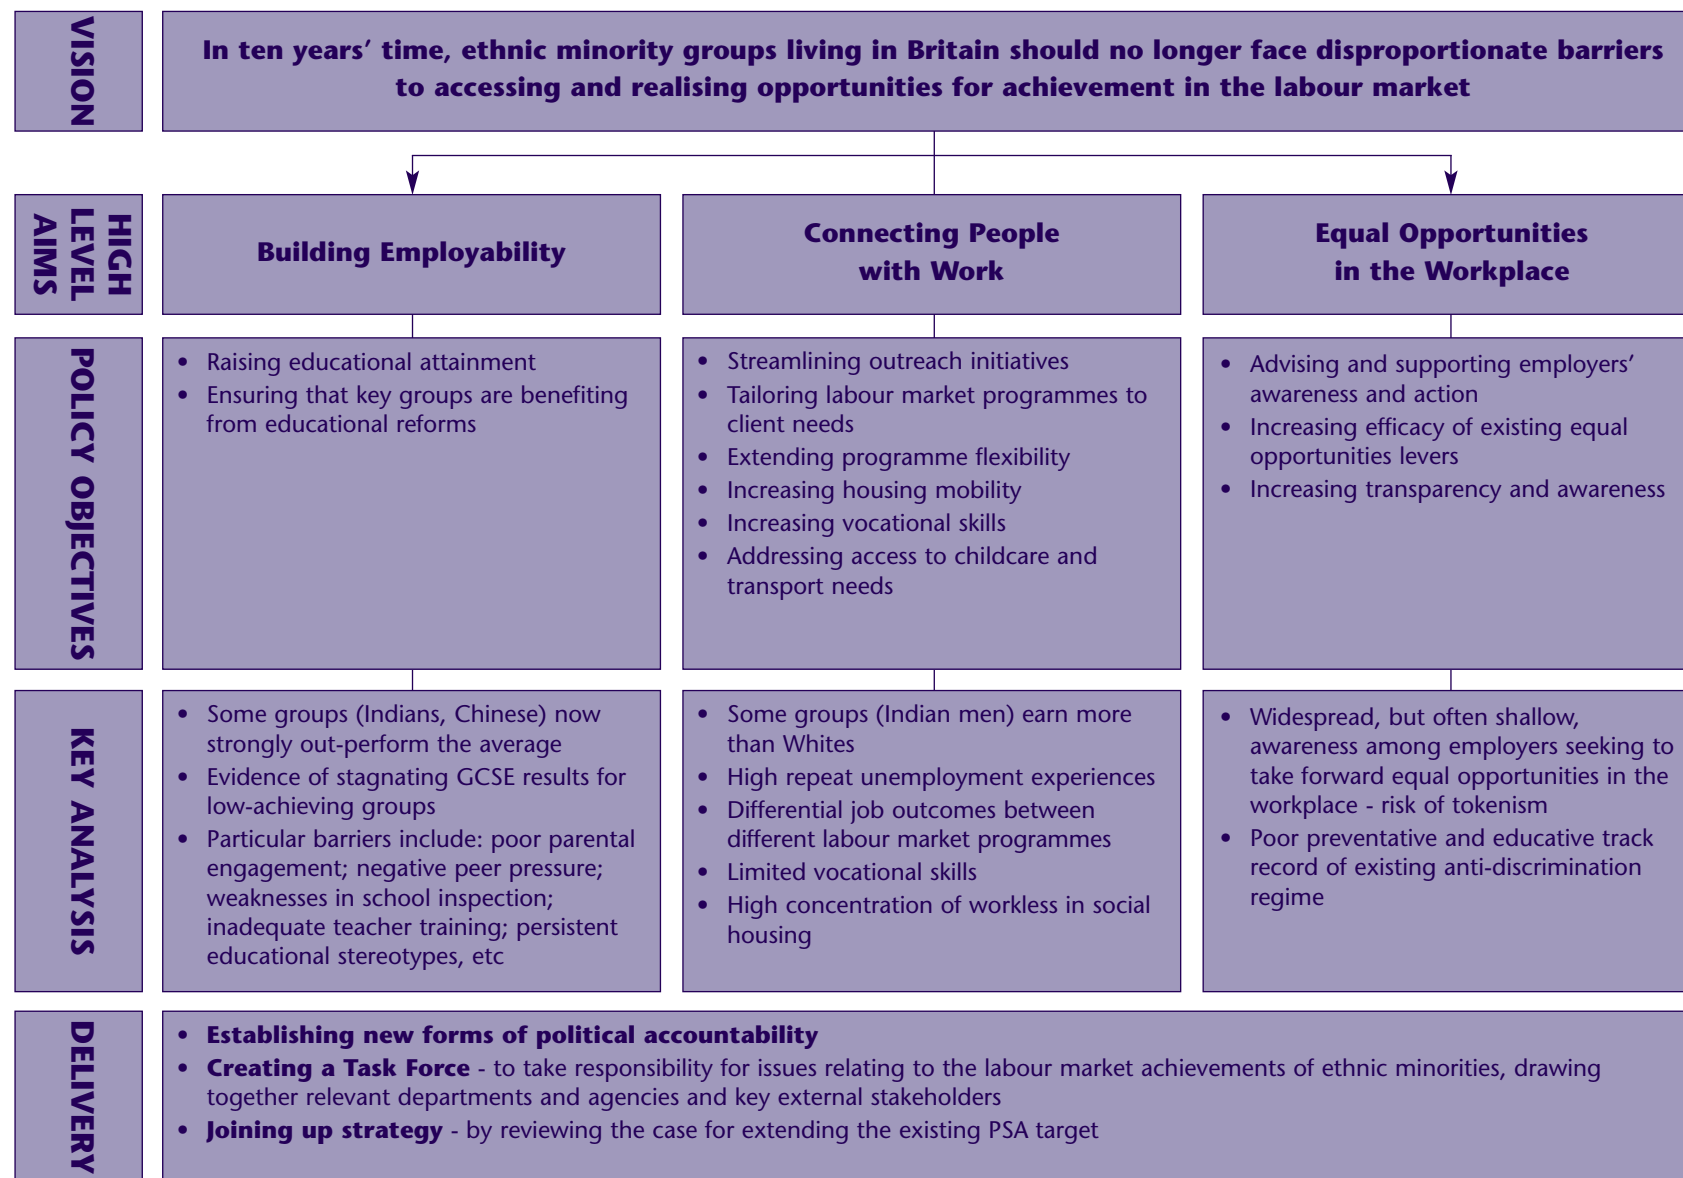 VISION
In ten years' time, ethnic minority groups living in Britain should no longer face disproportionate barriers
to accessing and realising opportunities for achievement in the labour market
HIGH
LEVEL
AIMS
Building Employability
Connecting People
with Work
Equal Opportunities
in the Workplace
POLICY OBJECTIVES
• Raising educational attainment
• Ensuring that key groups are benefiting
from educational reforms
• Streamlining outreach initiatives
• Tailoring labour market programmes to
client needs
• Extending programme flexibility
• Increasing housing mobility
• Increasing vocational skills
• Addressing access to childcare and
transport needs
• Advising and supporting employers'
awareness and action
• Increasing efficacy of existing equal
opportunities levers
• Increasing transparency and awareness
KEY ANALYSIS
• Some groups (Indians, Chinese) now
strongly out-perform the average
• Evidence of stagnating GCSE results for
low-achieving groups
• Particular barriers include: poor parental
engagement; negative peer pressure;
weaknesses in school inspection;
inadequate teacher training; persistent
educational stereotypes, etc
• Some groups (Indian men) earn more
than Whites
• High repeat unemployment experiences
• Differential job outcomes between
different labour market programmes
• Limited vocational skills
• High concentration of workless in social
housing
• Widespread, but often shallow,
awareness among employers seeking to
take forward equal opportunities in the
workplace - risk of tokenism
• Poor preventative and educative track
record of existing anti-discrimination
regime
DELIVERY
• Establishing new forms of political accountability
• Creating a Task Force - to take responsibility for issues relating to the labour market achievements of ethnic minorities, drawing
together relevant departments and agencies and key external stakeholders
• Joining up strategy - by reviewing the case for extending the existing PSA target